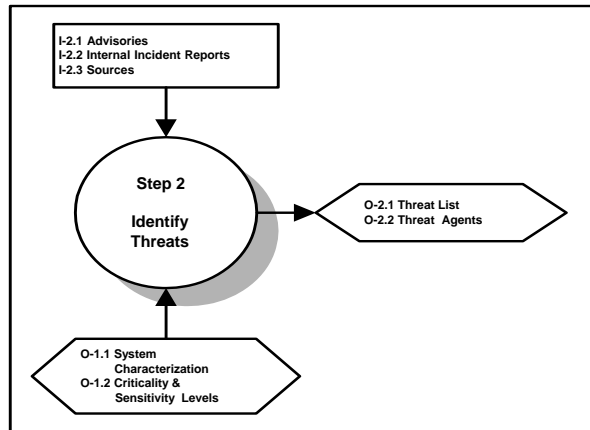 I-2.1 Advisories
I-2.2 Internal Incident Reports
I-2.3 Sources
Step 2
Identify
Threats
O-2.1 Threat List
O-2.2 Threat Agents
O-1.1 System
Characterization
O-1.2 Criticality &
Sensitivity Levels